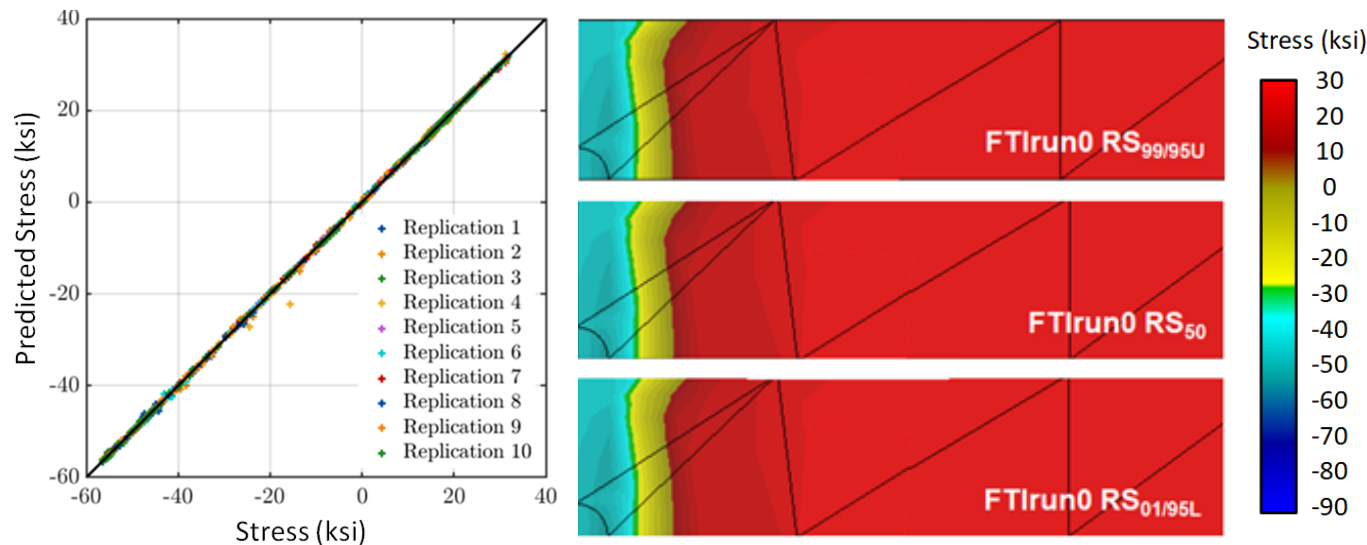 Predicted Stress (ksi)
40
20
0
-20
-40
-60
-60
-40
-20
0
20
40
Stress (ksi)
Replication 1
Replication 2
Replication 3
Replication 4
Replication 5
Replication 6
Replication 7
Replication 8
Replication 9
Replication 10
FTIrun0 RS99/95U
FTIrun0 RS50
FTIrun0 RS01/95L
Stress (ksi)
30
20
10
0
-10
-20
-30
-40
-50
-60
-70
-80
-90